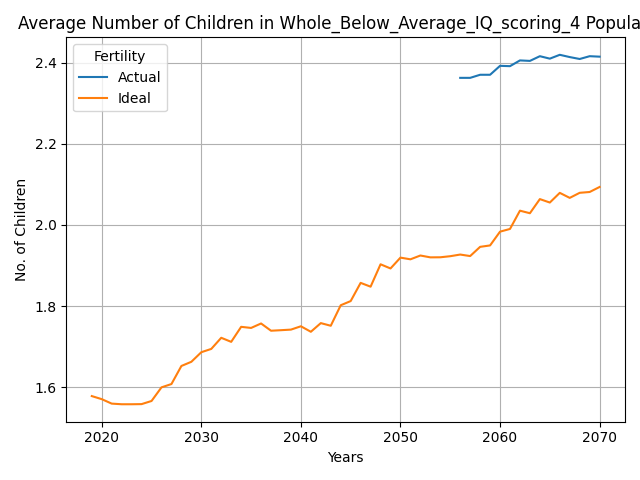 Average Number of Children in Whole_Below_Average_IQ_scoring_4 Popula
Fertility
Actual
Ideal
2.4
2.2
2.0
1.8
1.6
No. of Children
2020 2030 2040 2050 2060 2070
Years